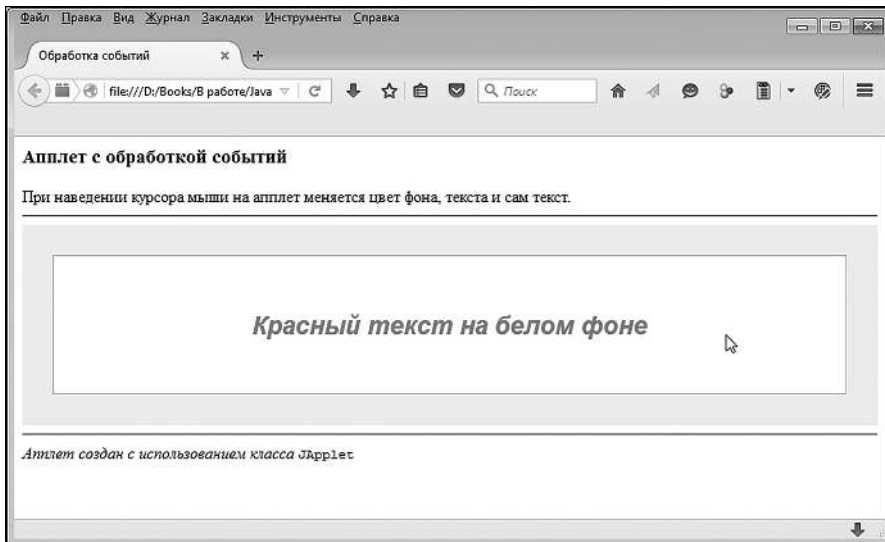 Файл Правка Вид Журнал Закладки Инструменты Справка
Обработка событий × +
file:///D:/Books/В работе/Java
Поиск
Апплет с обработкой событий
При наведении курсора мыши на апплет меняется цвет фона, текста и сам текст.
Красный текст на белом фоне
Апплет создан с использованием класса JApplet